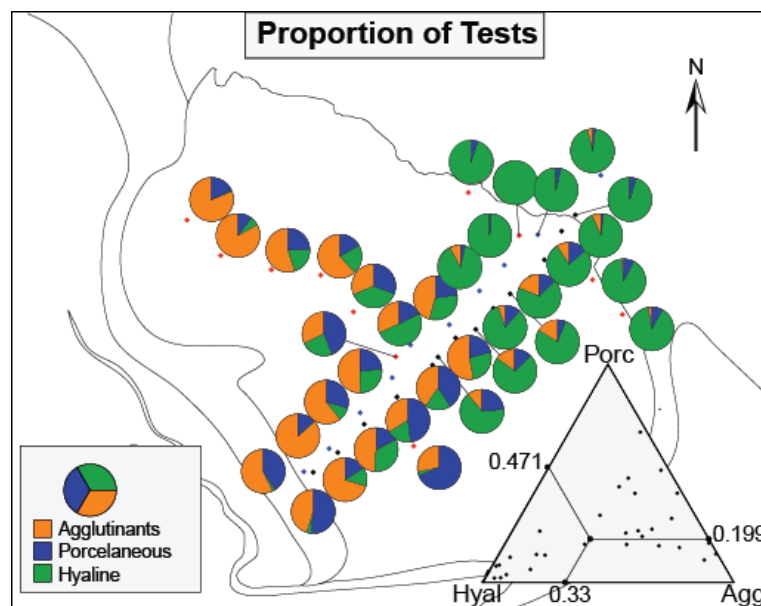 Proportion of Tests
N
Porc
0.471
0.199
Agglutinants
Porcelaneous
Hyaline
Hyal
0.33
Agg